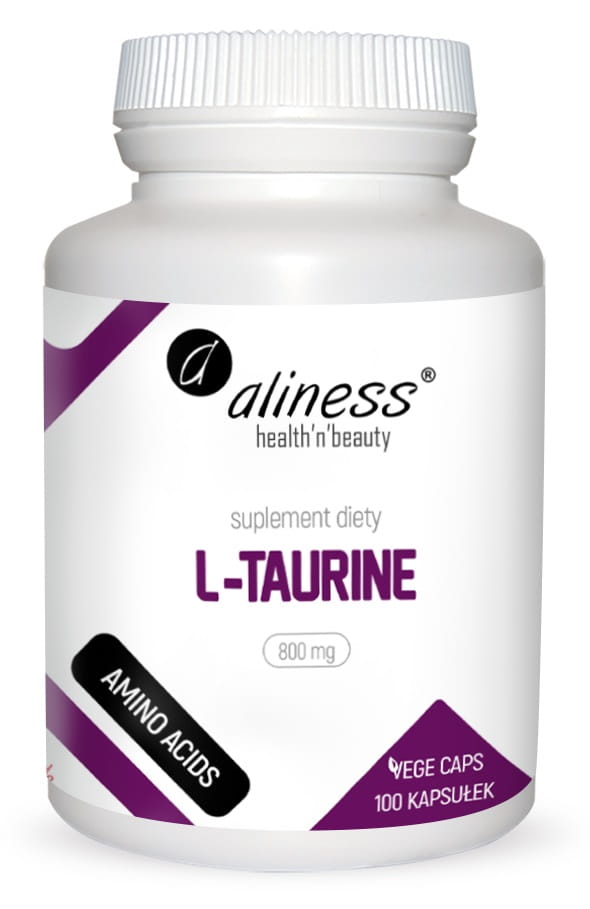 a
aliness®
health'n'beauty
suplement diety
L-TAURINE
800 mg
AMINO ACIDS
VEGE CAPS
100 KAPSUŁEK